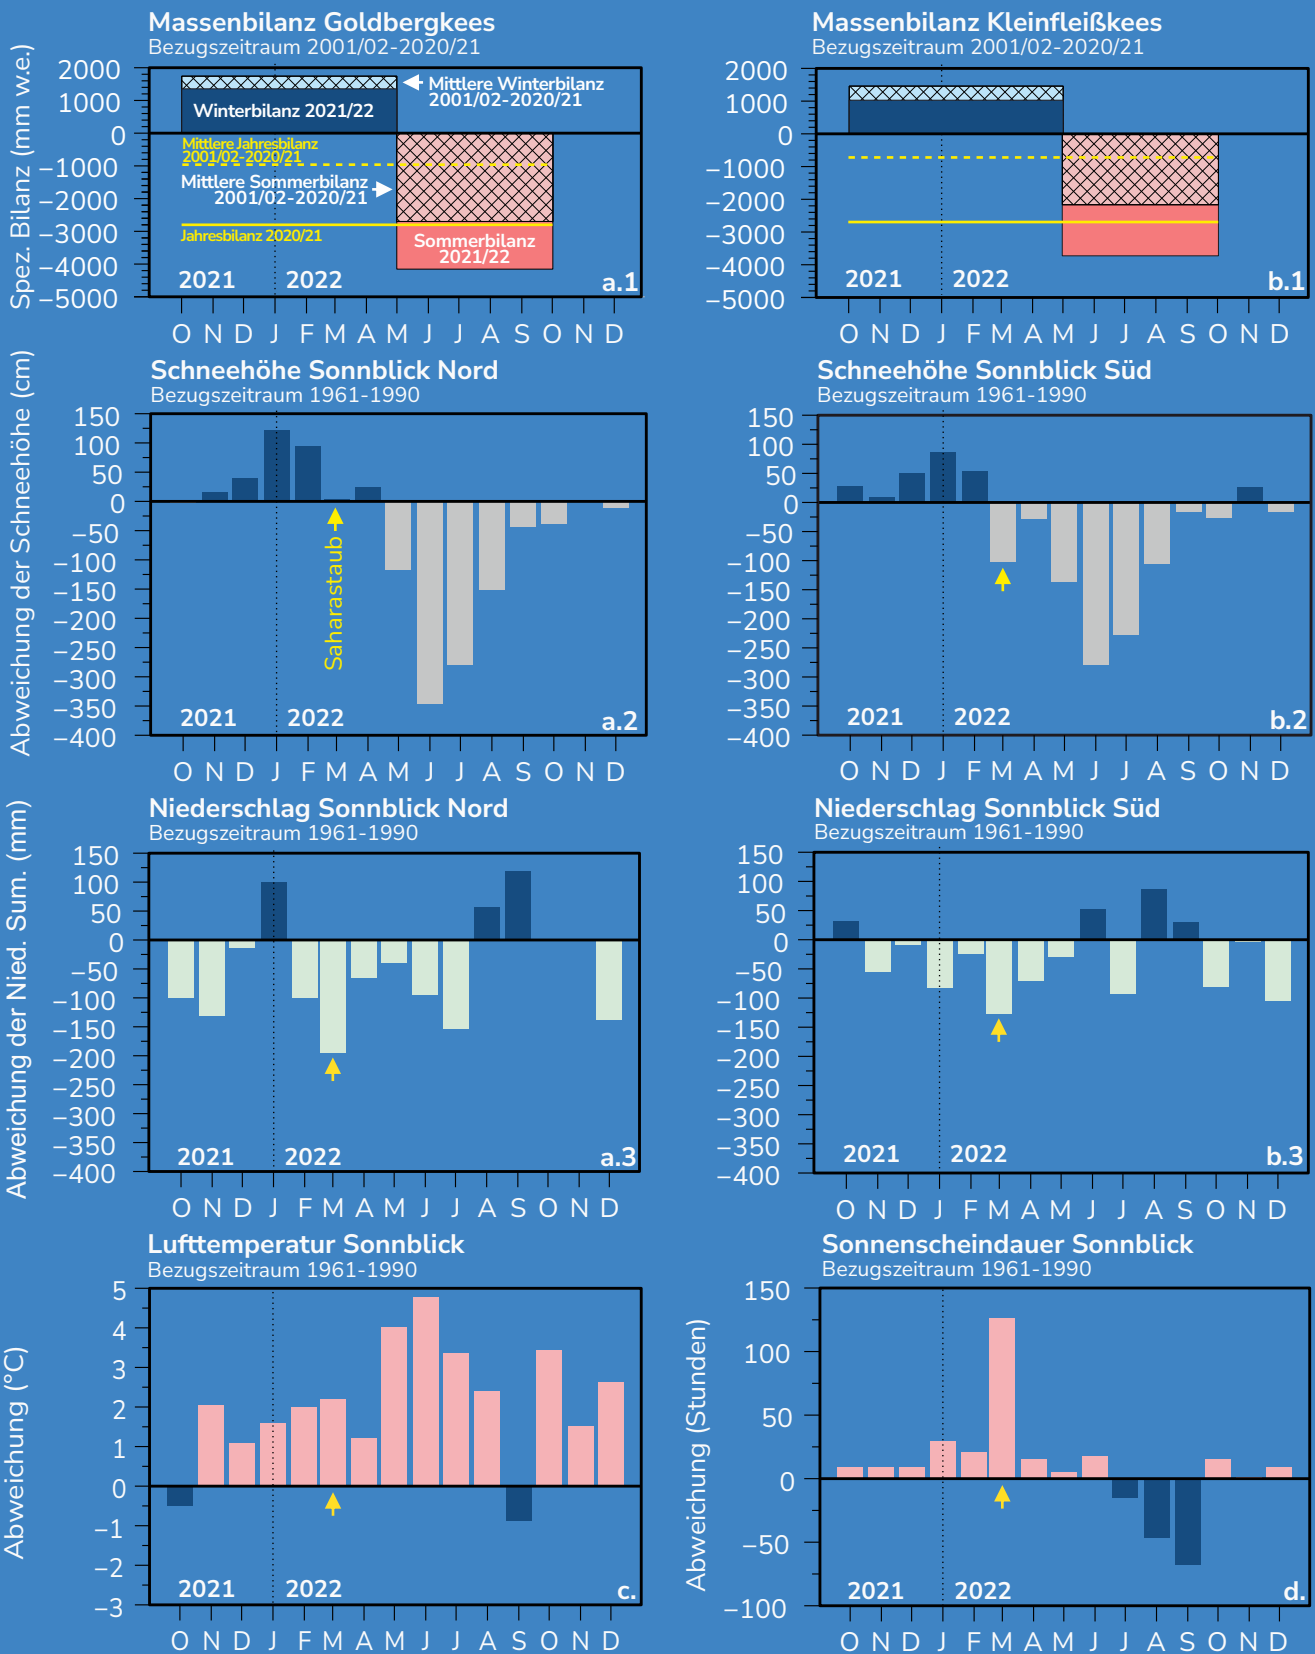 Massenbilanz Goldbergkees
Bezugszeitraum 2001/02-2020/21
Spez. Bilanz (mm w.e.)
2000
1000
0
−1000
−2000
−3000
−4000
−5000
Mittlere Winterbilanz
2001/02-2020/21
Winterbilanz 2021/22
Mittlere Jahresbilanz
2001/02-2020/21
Mittlere Sommerbilanz
2001/02-2020/21
Jahresbilanz 2020/21
Sommerbilanz
2021/22
2021 2022 a.1
O N D J F M A M J J A S O N D
Massenbilanz Kleinfleißkees
Bezugszeitraum 2001/02-2020/21
2000
1000
0
−1000
−2000
−3000
−4000
−5000
2021 2022 b.1
O N D J F M A M J J A S O N D
Schneehöhe Sonnblick Nord
Bezugszeitraum 1961-1990
Abweichung der Schneehöhe (cm)
150
100
50
0
−50
−100
−150
−200
−250
−300
−350
−400
Saharastaub
2021 2022 a.2
O N D J F M A M J J A S O N D
Schneehöhe Sonnblick Süd
Bezugszeitraum 1961-1990
150
100
50
0
−50
−100
−150
−200
−250
−300
−350
−400
2021 2022 b.2
O N D J F M A M J J A S O N D
Niederschlag Sonnblick Nord
Bezugszeitraum 1961-1990
Abweichung der Nied. Sum. (mm)
150
100
50
0
−50
−100
−150
−200
−250
−300
−350
−400
2021 2022 a.3
O N D J F M A M J J A S O N D
Niederschlag Sonnblick Süd
Bezugszeitraum 1961-1990
150
100
50
0
−50
−100
−150
−200
−250
−300
−350
−400
2021 2022 b.3
O N D J F M A M J J A S O N D
Lufttemperatur Sonnblick
Bezugszeitraum 1961-1990
Abweichung (°C)
5
4
3
2
1
0
−1
−2
−3
2021 2022 c.
O N D J F M A M J J A S O N D
Sonnenscheindauer Sonnblick
Bezugszeitraum 1961-1990
Abweichung (Stunden)
150
100
50
0
−50
−100
2021 2022 d.
O N D J F M A M J J A S O N D